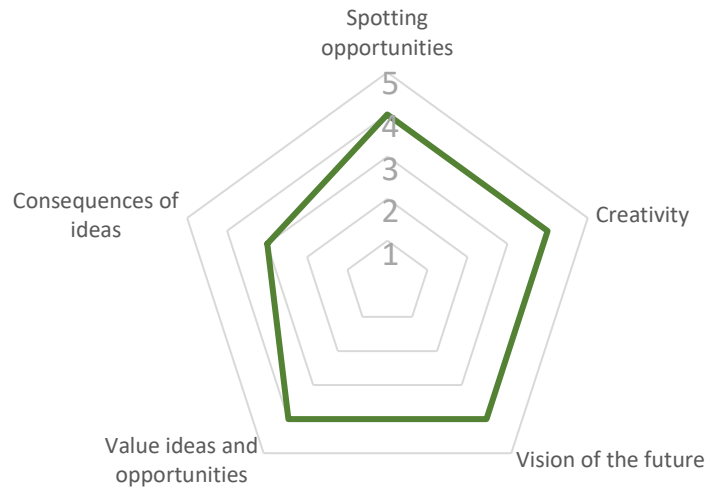 Spotting
opportunities
5
4
3
2
1
Consequences of
ideas
Creativity
Value ideas and
opportunities
Vision of the future